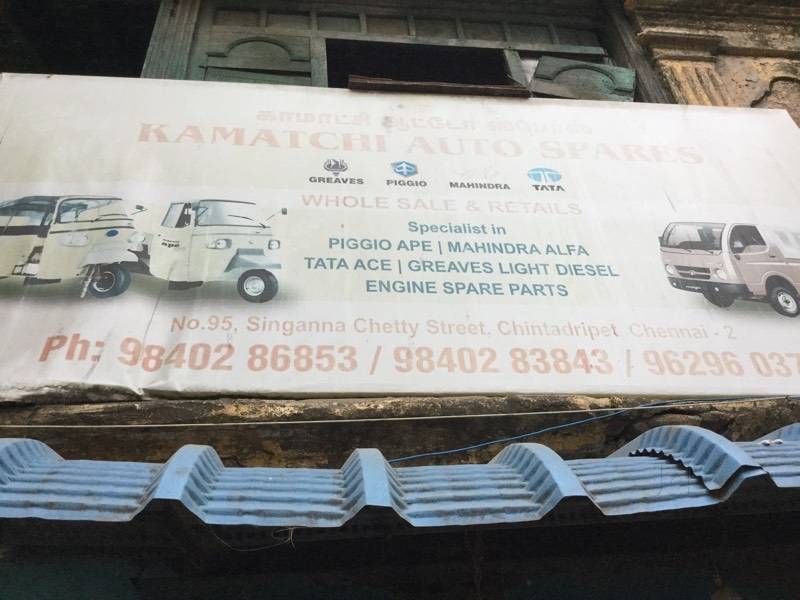 காமாட்சி ஆட்டோ ஸ்பேர்ஸ்
KAMATCHI AUTO SPARES
GREAVES PIGGIO MAHINDRA TATA
WHOLE SALE & RETAILS
Specialist in
PIGGIO APE | MAHINDRA ALFA
TATA ACE | GREAVES LIGHT DIESEL
ENGINE SPARE PARTS
No.95, Singanna Chetty Street, Chintadripet Chennai - 2
Ph: 98402 86853 / 98402 83843 / 96296 037